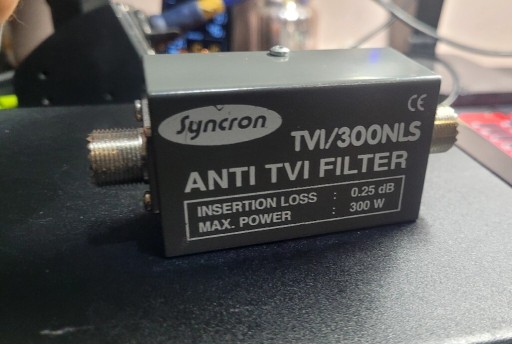 Syncron
CE
TVI/300NLS
ANTI TVI FILTER
INSERTION LOSS : 0.25 dB
MAX. POWER : 300 W